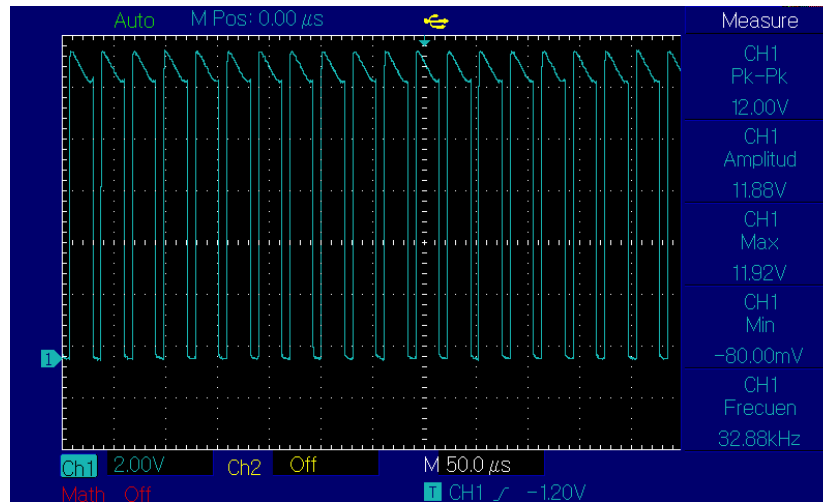 Auto M Pos: 0.00 μs Measure
CH1
Pk-Pk
12.00V
CH1
Amplitud
11.88V
CH1
Max
11.92V
CH1
Min
-80.00mV
CH1
Frecuen
32.88kHz
1
Ch1 2.00V Ch2 Off M 50.0 μs
Math Off T CH1 -1.20V